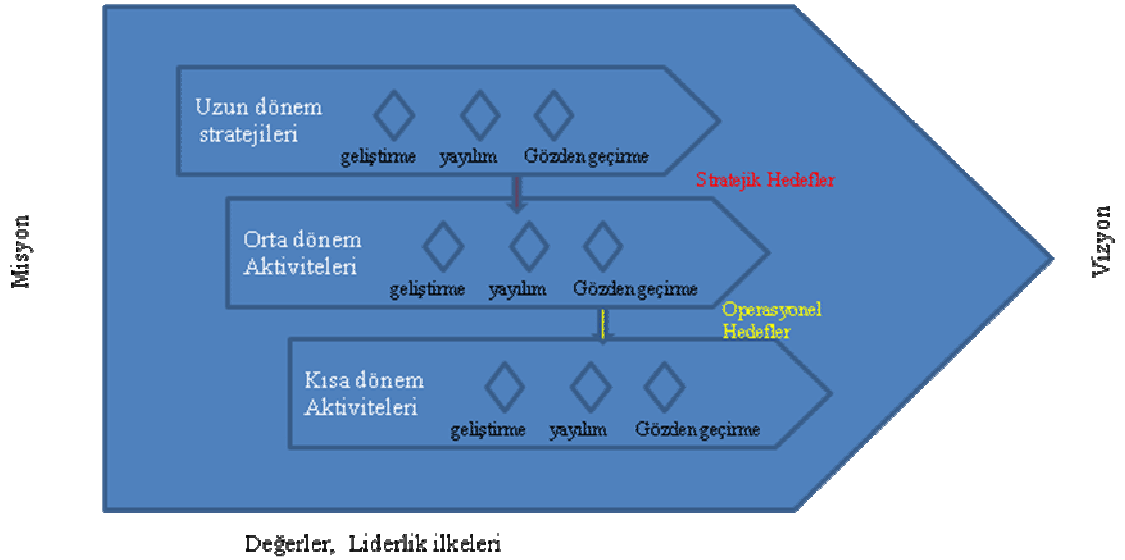 Misyon
Uzun dönem
stratejileri
geliştirme yayılım Gözden geçirme
Stratejik Hedefler
Orta dönem
Aktiviteleri
geliştirme yayılım Gözden geçirme
Operasyonel
Hedefler
Kısa dönem
Aktiviteleri
geliştirme yayılım Gözden geçirme
Vizyon
Değerler, Liderlik ilkeleri